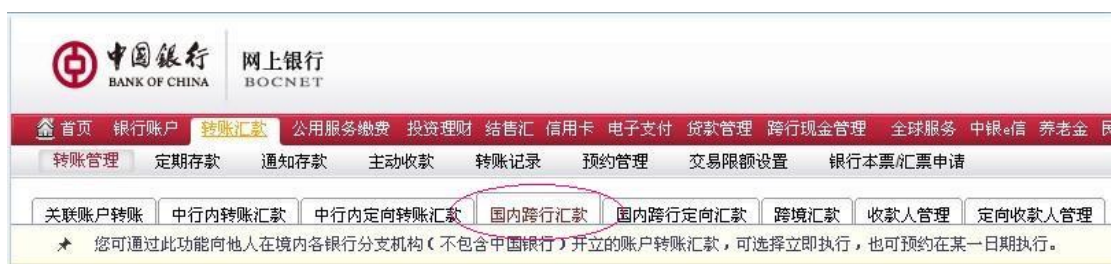 中国银行 网上银行
BANK OF CHINA BOCNET
首页 银行账户 转账汇款 公用服务缴费 投资理财 结售汇 信用卡 电子支付 贷款管理 跨行现金管理 全球服务 中银e信 养老金
转账管理 定期存款 通知存款 主动收款 转账记录 预约管理 交易限额设置 银行本票/汇票申请
关联账户转账 中行内转账汇款 中行内定向转账汇款 国内跨行汇款 国内跨行定向汇款 跨境汇款 收款人管理 定向收款人管理
您可通过此功能向他人在境内各银行分支机构(不包含中国银行)开立的账户转账汇款,可选择立即执行,也可预约在某一日期执行。